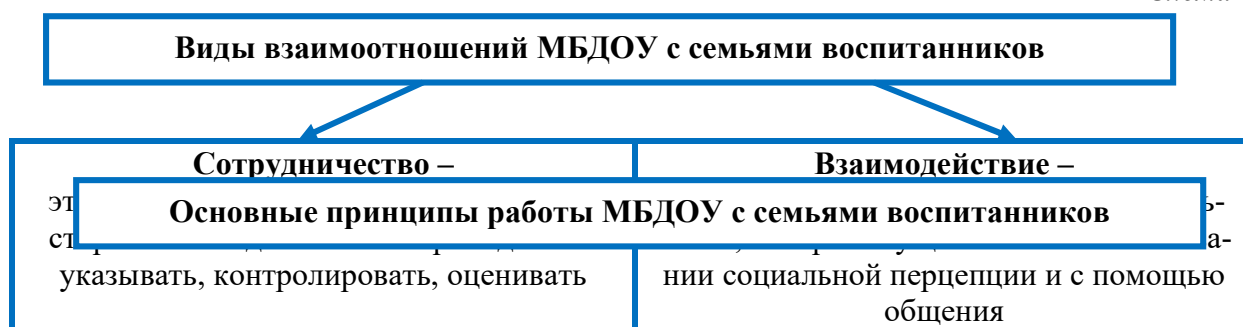 Виды взаимоотношений МБДОУ с семьями воспитанников
Сотрудничество –
Взаимодействие –
Основные принципы работы МБДОУ с семьями воспитанников
указывать, контролировать, оценивать
нии социальной перцепции и с помощью
общения